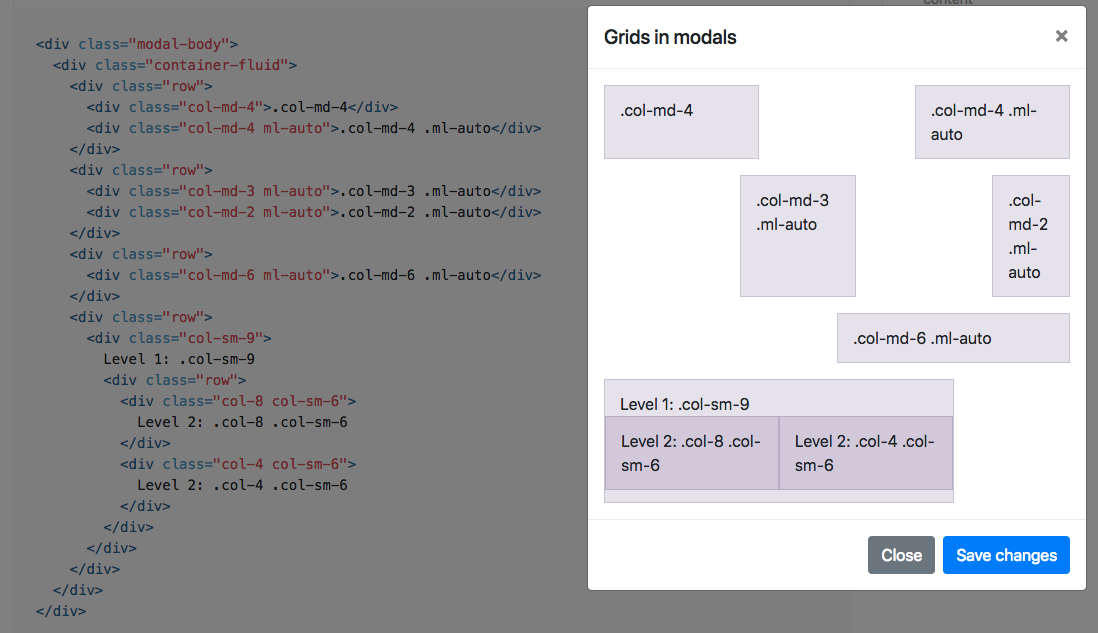 content
<div class="modal-body">
<div class="container-fluid">
<div class="row">
<div class="col-md-4">.col-md-4</div>
<div class="col-md-4 ml-auto">.col-md-4 .ml-auto</div>
</div>
<div class="row">
<div class="col-md-3 ml-auto">.col-md-3 .ml-auto</div>
<div class="col-md-2 ml-auto">.col-md-2 .ml-auto</div>
</div>
<div class="row">
<div class="col-md-6 ml-auto">.col-md-6 .ml-auto</div>
</div>
<div class="row">
<div class="col-sm-9">
Level 1: .col-sm-9
<div class="row">
<div class="col-8 col-sm-6">
Level 2: .col-8 .col-sm-6
</div>
<div class="col-4 col-sm-6">
Level 2: .col-4 .col-sm-6
</div>
</div>
</div>
</div>
</div>
</div>
Grids in modals
×
.col-md-4
.col-md-4 .ml-
auto
.col-md-3
.ml-auto
.col-
md-2
.ml-
auto
.col-md-6 .ml-auto
Level 1: .col-sm-9
Level 2: .col-8 .col-
sm-6
Level 2: .col-4 .col-
sm-6
Close
Save changes